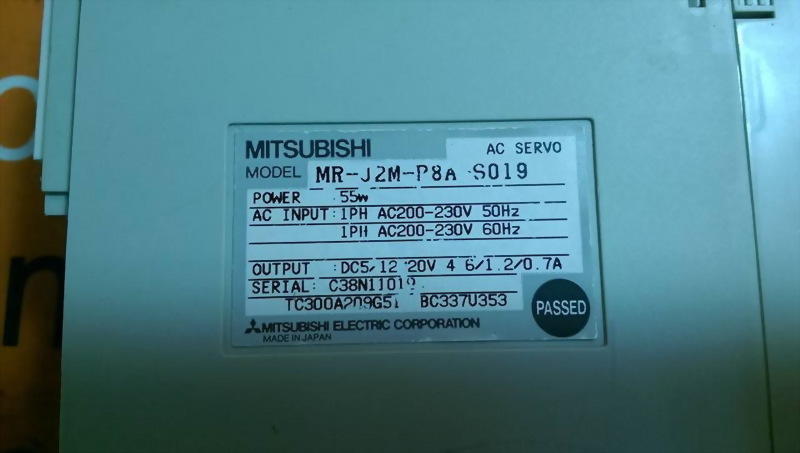 MITSUBISHI AC SERVO
MODEL MR-J2M-P8A S019
POWER 55W
AC INPUT:1PH AC200-230V 50Hz
1PH AC200-230V 60Hz
OUTPUT :DC5/12 20V 4 6/1.2/0.7A
SERIAL: C38N11019
TC300A209G51 BC337U353
PASSED
MITSUBISHI ELECTRIC CORPORATION
MADE IN JAPAN